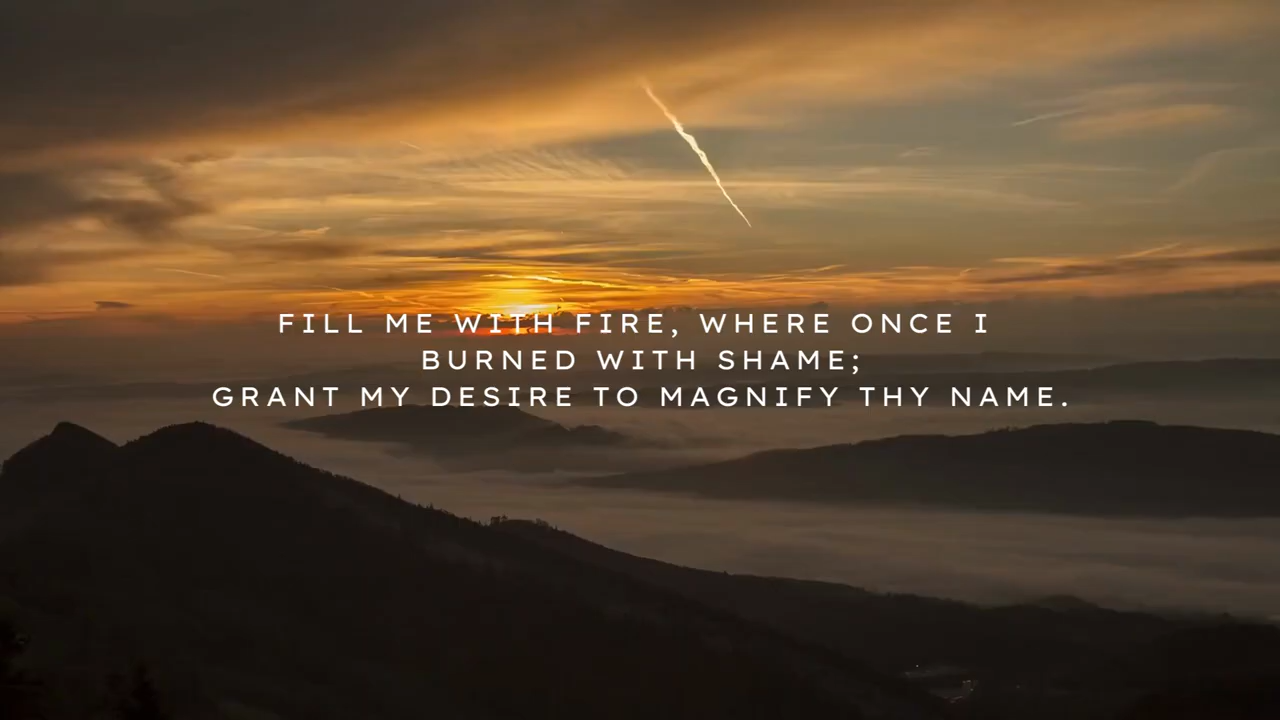 FILL ME WITH FIRE, WHERE ONCE I
BURNED WITH SHAME;
GRANT MY DESIRE TO MAGNIFY THY NAME.